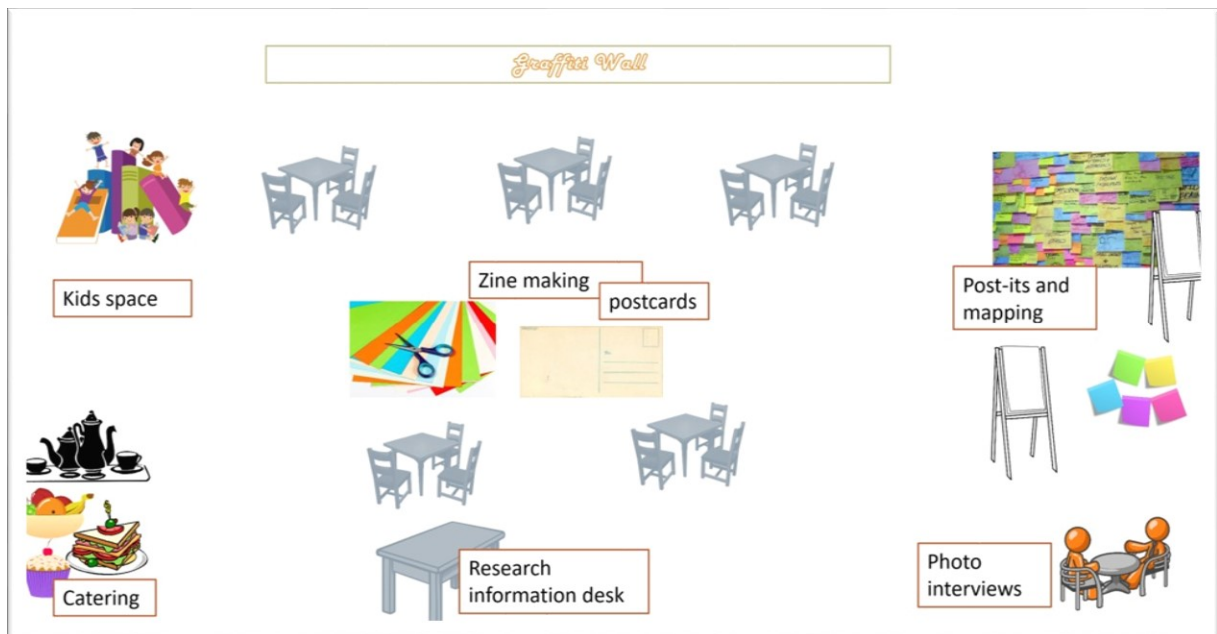 Graffiti Wall
Kids space
Zine making
postcards
Post-its and
mapping
Catering
Research
information desk
Photo
interviews